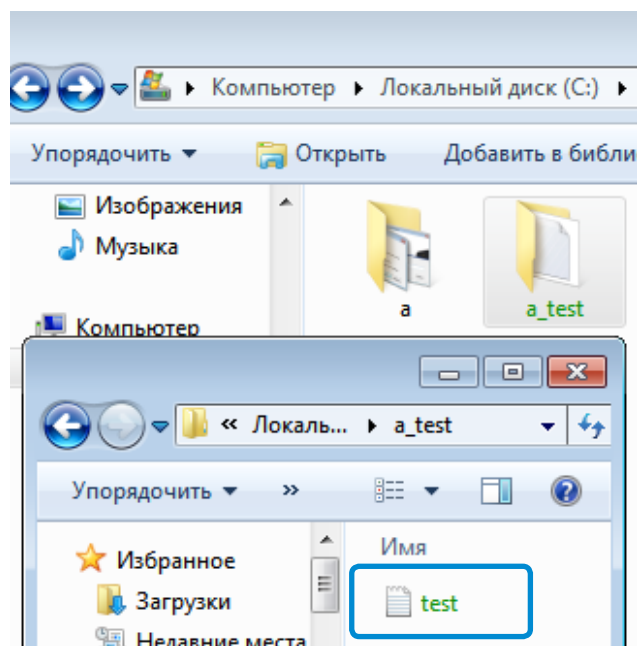 Компьютер Локальный диск (C:)
Упорядочить Открыть Добавить в библи
Изображения
Музыка
Компьютер
a a_test
« Локаль... a_test
Упорядочить »
Избранное
Загрузки
Недавние места
Имя
test